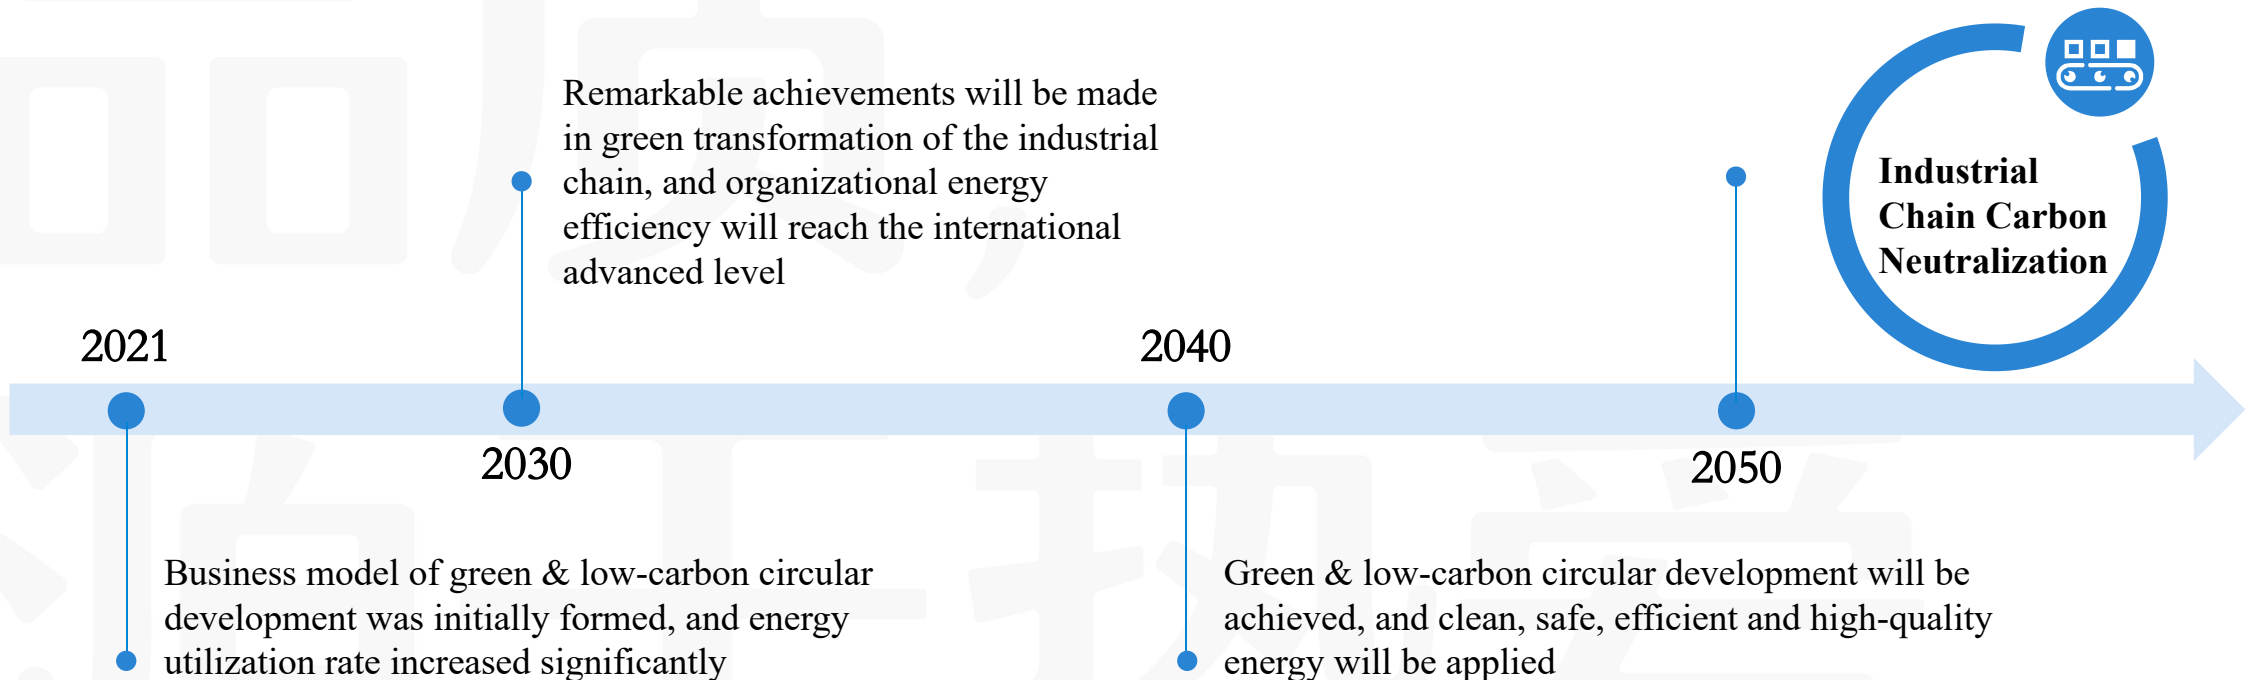 Remarkable achievements will be made
in green transformation of the industrial
chain, and organizational energy
efficiency will reach the international
advanced level
Industrial
Chain Carbon
Neutralization
2021
2040
2030
2050
Business model of green & low-carbon circular
development was initially formed, and energy
utilization rate increased significantly
Green & low-carbon circular development will be
achieved, and clean, safe, efficient and high-quality
energy will be applied